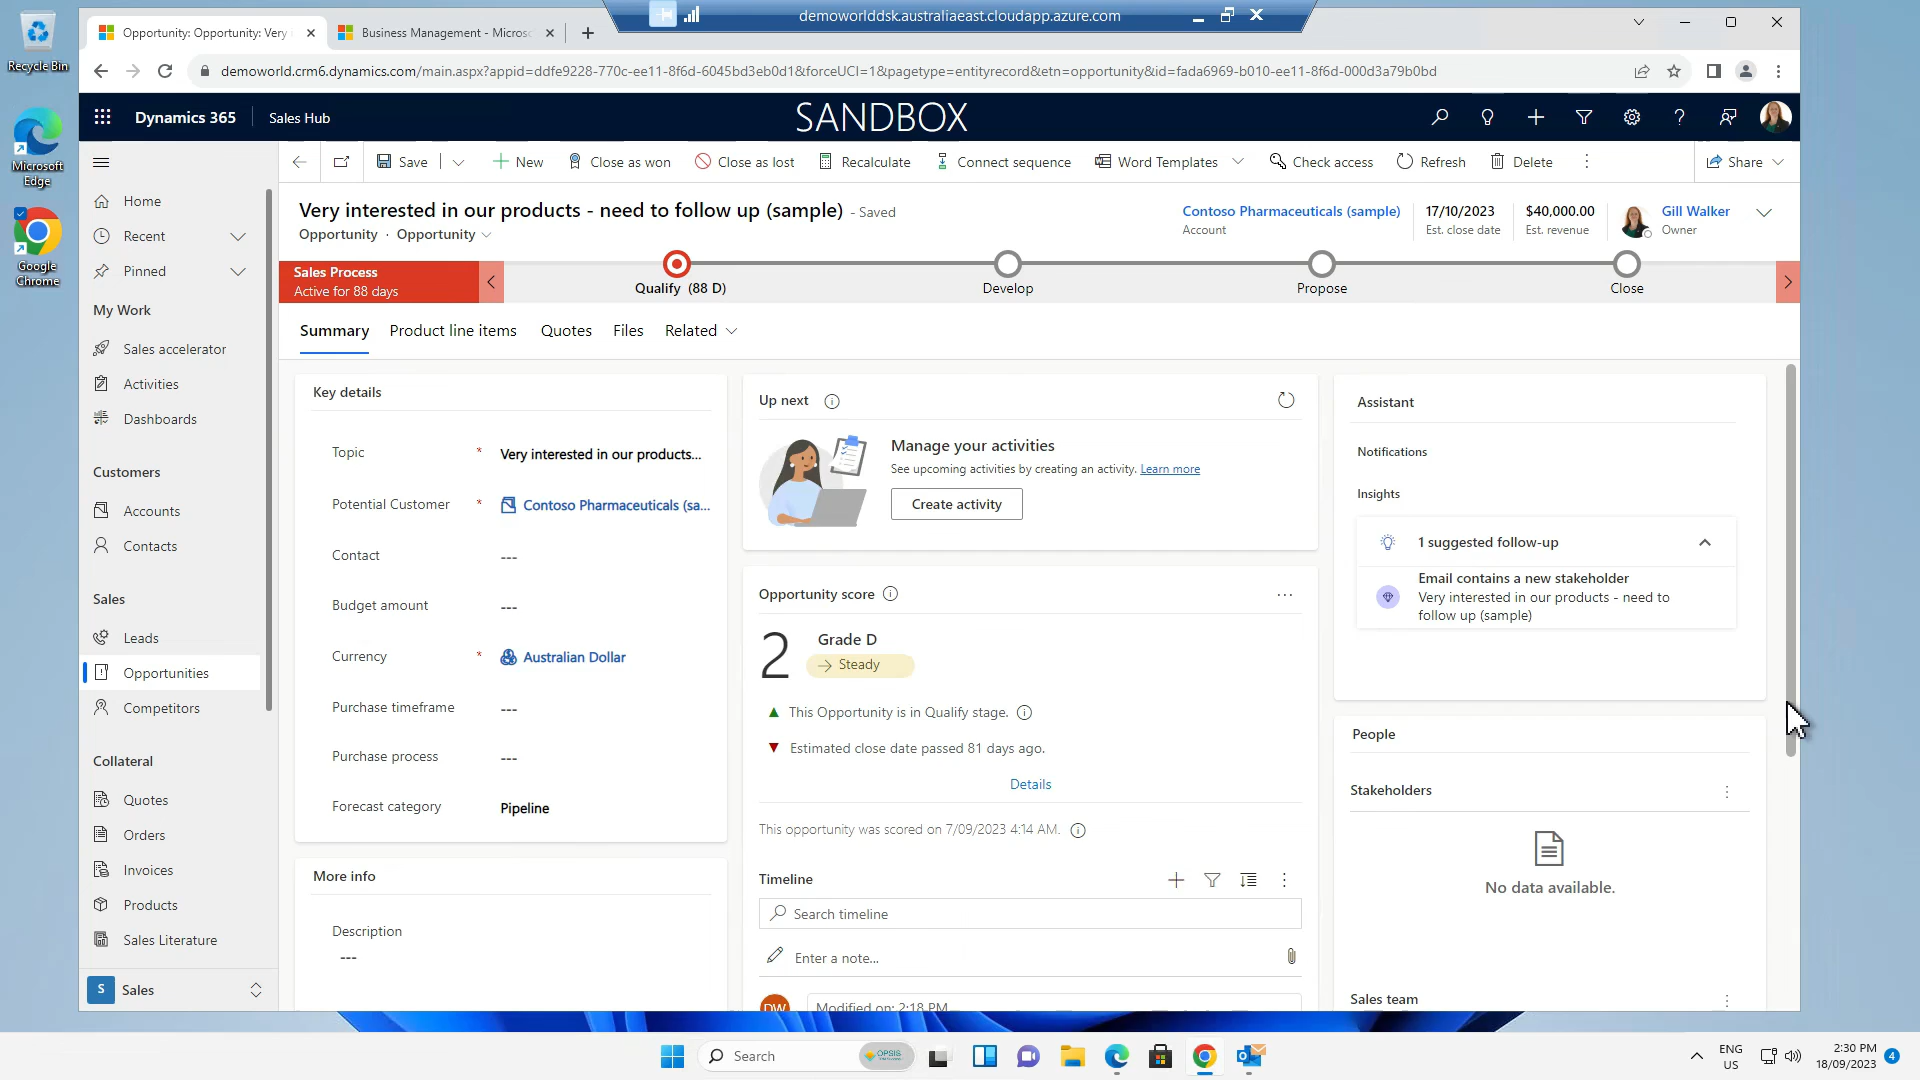 Recycle Bin
Microsoft Edge
Google Chrome
demoworlddsk.australiaeast.cloudapp.azure.com
Opportunity: Opportunity: Very i
Business Management - Microso
demoworld.crm6.dynamics.com/main.aspx?appid=ddfe9228-770c-ee11-8f6d-6045bd3eb0d1&forceUCI=1&pagetype=entityrecord&etn=opportunity&id=fada6969-b010-ee11-8f6d-000d3a79b0bd
Dynamics 365
Sales Hub
SANDBOX
Save
New
Close as won
Close as lost
Recalculate
Connect sequence
Word Templates
Check access
Refresh
Delete
Share
Home
Recent
Pinned
My Work
Sales accelerator
Activities
Dashboards
Customers
Accounts
Contacts
Sales
Leads
Opportunities
Competitors
Collateral
Quotes
Orders
Invoices
Products
Sales Literature
S Sales
Very interested in our products - need to follow up (sample) - Saved
Opportunity · Opportunity
Contoso Pharmaceuticals (sample)
Account
17/10/2023
Est. close date
$40,000.00
Est. revenue
Gill Walker
Owner
Sales Process
Active for 88 days
Qualify (88 D)
Develop
Propose
Close
Summary
Product line items
Quotes
Files
Related
Key details
Topic * Very interested in our products...
Potential Customer * Contoso Pharmaceuticals (sa...
Contact ---
Budget amount ---
Currency * Australian Dollar
Purchase timeframe ---
Purchase process ---
Forecast category Pipeline
More info
Description
---
Up next
Manage your activities
See upcoming activities by creating an activity. Learn more
Create activity
Opportunity score
2
Grade D
Steady
This Opportunity is in Qualify stage.
Estimated close date passed 81 days ago.
Details
This opportunity was scored on 7/09/2023 4:14 AM.
Timeline
Search timeline
Enter a note...
DW
Modified on: 2:18 PM
Assistant
Notifications
Insights
1 suggested follow-up
Email contains a new stakeholder
Very interested in our products - need to
follow up (sample)
People
Stakeholders
No data available.
Sales team
Search
OPSIS
ENG
US
2:30 PM
18/09/2023
4